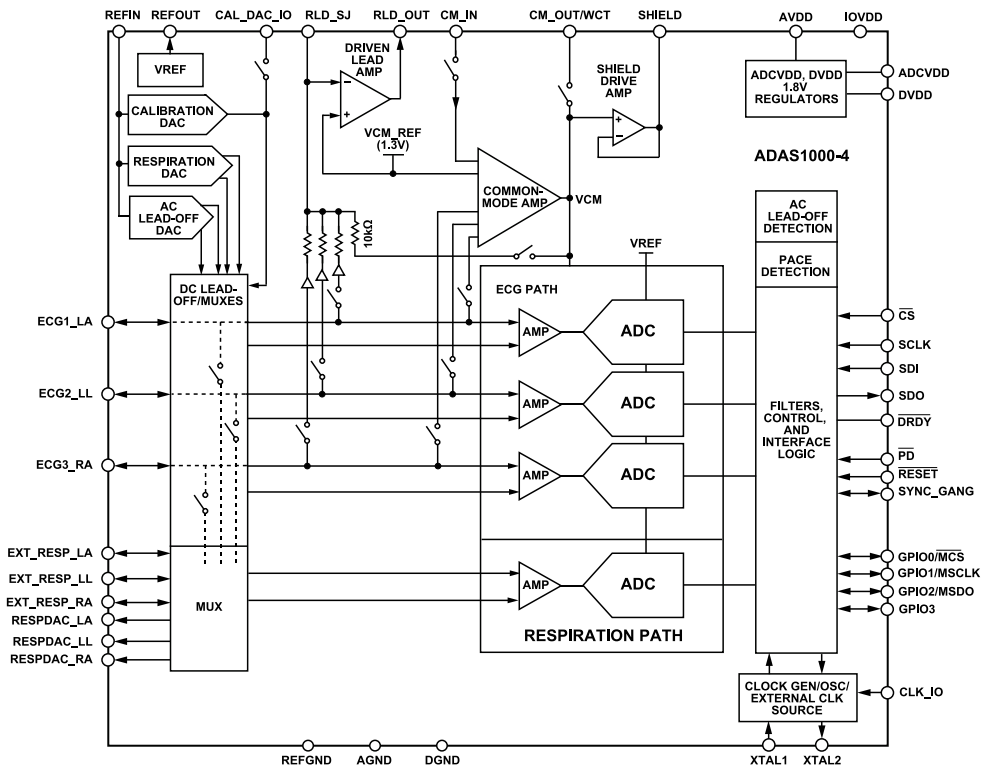 REFIN
REFOUT
CAL_DAC_IO
RLD_SJ
RLD_OUT
CM_IN
CM_OUT/WCT
SHIELD
AVDD
IOVDD
VREF
DRIVEN
LEAD
AMP
SHIELD
DRIVE
AMP
ADCVDD, DVDD
1.8V
REGULATORS
ADCVDD
DVDD
CALIBRATION
DAC
VCM_REF
(1.3V)
ADAS1000-4
RESPIRATION
DAC
COMMON-
MODE AMP
VCM
AC
LEAD-OFF
DAC
10kΩ
AC
LEAD-OFF
DETECTION
VREF
PACE
DETECTION
DC LEAD-
OFF/MUXES
ECG PATH
ECG1_LA
AMP
ADC
CS
SCLK
SDI
ECG2_LL
AMP
ADC
FILTERS,
CONTROL,
AND
INTERFACE
LOGIC
SDO
DRDY
ECG3_RA
AMP
ADC
PD
RESET
SYNC_GANG
EXT_RESP_LA
EXT_RESP_LL
EXT_RESP_RA
RESPDAC_LA
RESPDAC_LL
RESPDAC_RA
MUX
AMP
ADC
RESPIRATION PATH
GPIO0/MCS
GPIO1/MSCLK
GPIO2/MSDO
GPIO3
CLOCK GEN/OSC/
EXTERNAL CLK
SOURCE
CLK_IO
REFGND
AGND
DGND
XTAL1
XTAL2